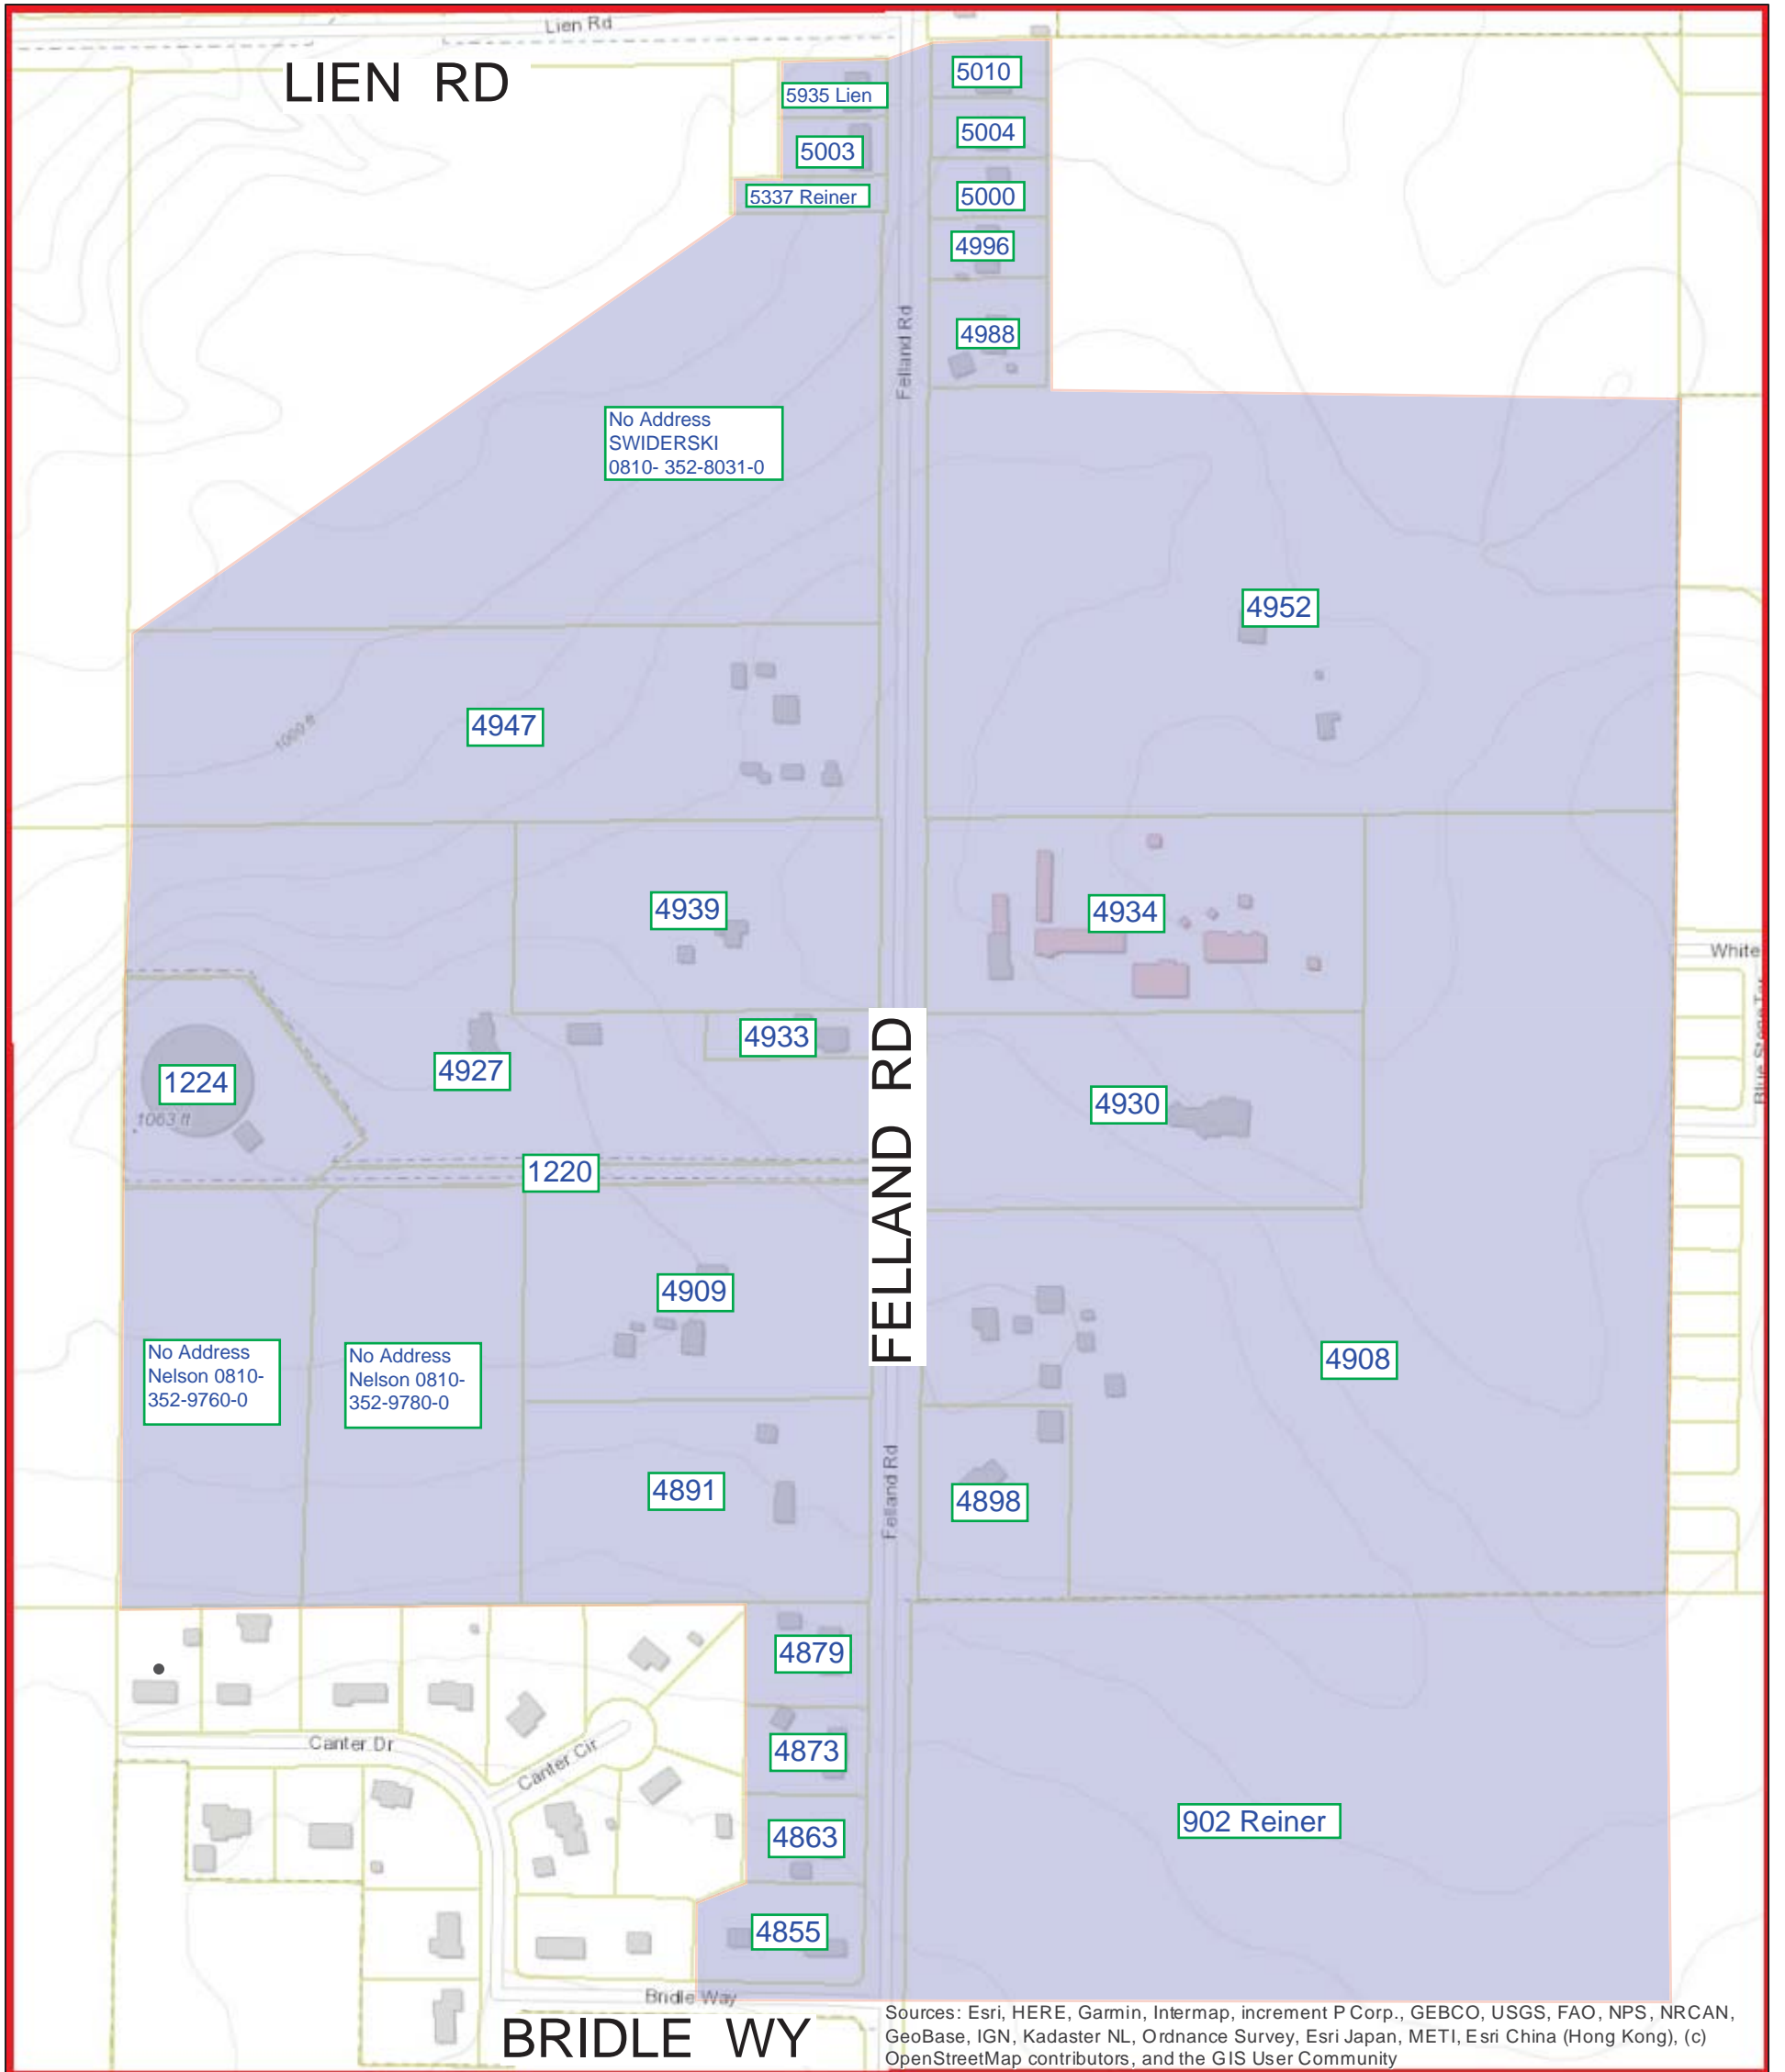 Lien Rd
LIEN RD
5935 Lien
5010
5003
5004
5337 Reiner
5000
4996
4988
Felland Rd
No Address
SWIDERSKI
0810- 352-8031-0
4952
4947
1000 ft
4939
4934
White
Blue Stone Ter
4933
4927
1224
1063 ft
4930
FELLAND RD
1220
4909
4908
No Address
Nelson 0810-
352-9760-0
No Address
Nelson 0810-
352-9780-0
4891
4898
Felland Rd
4879
4873
Canter Dr
Canter Cir
902 Reiner
4863
4855
Bridle Way
BRIDLE WY
Sources: Esri, HERE, Garmin, Intermap, increment P Corp., GEBCO, USGS, FAO, NPS, NRCAN,
GeoBase, IGN, Kadaster NL, Ordnance Survey, Esri Japan, METI, Esri China (Hong Kong), (c)
OpenStreetMap contributors, and the GIS User Community